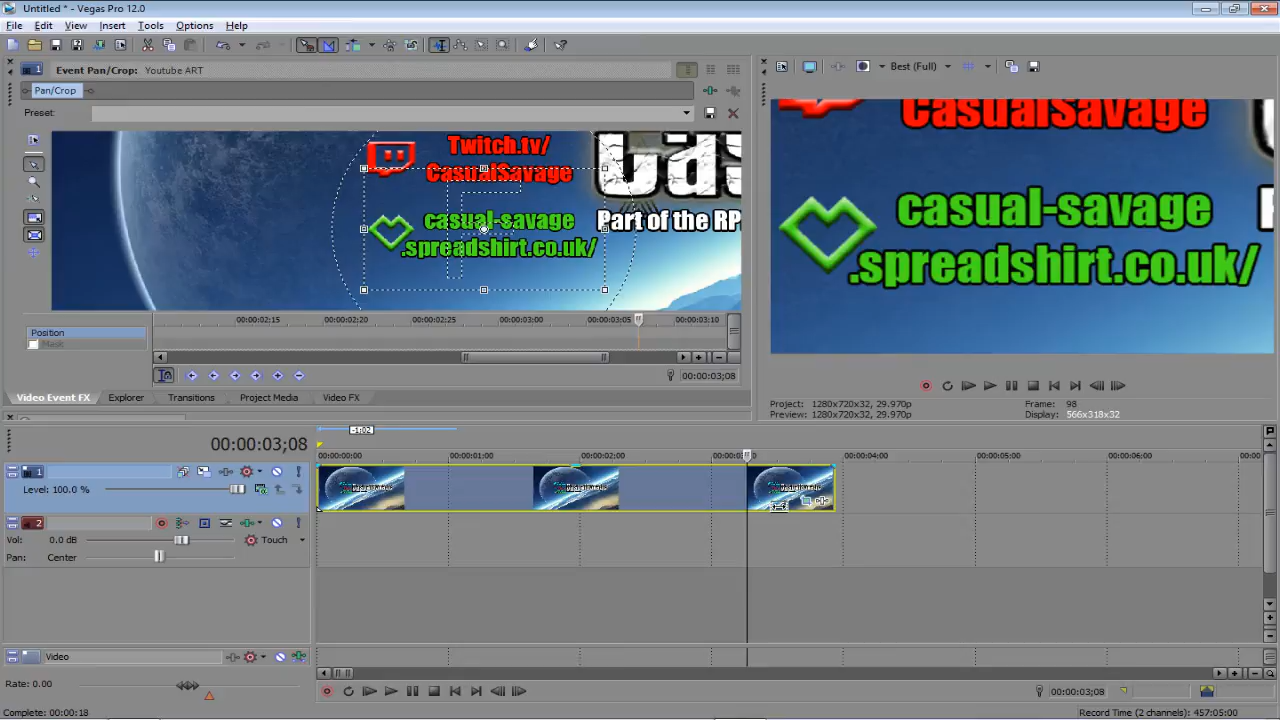 Untitled * - Vegas Pro 12.0
File Edit View Insert Tools Options Help
1 Event Pan/Crop: Youtube ART
Pan/Crop
Preset:
Best (Full)
Twitch.tv/
CasualSavage
casual-savage
.spreadshirt.co.uk/
Part of the RP
CasualSavage
casual-savage
.spreadshirt.co.uk/
00:00:02;15 00:00:02;20 00:00:02;25 00:00:03;00 00:00:03;05 00:00:03;10
Position
Mask
00:00:03;08
Video Event FX Explorer Transitions Project Media Video FX
Project: 1280x720x32, 29.970p Frame: 98
Preview: 1280x720x32, 29.970p Display: 566x318x32
-1:02
00:00:03;08
00:00:00;00 00:00:01;00 00:00:02;00 00:00:04;00 00:00:05;00 00:00:06;00
1
Level: 100.0 %
2
Vol: 0.0 dB Touch
Pan: Center
Video
Rate: 0.00
00:00:03;08
Complete: 00:00:18 Record Time (2 channels): 457:05:00